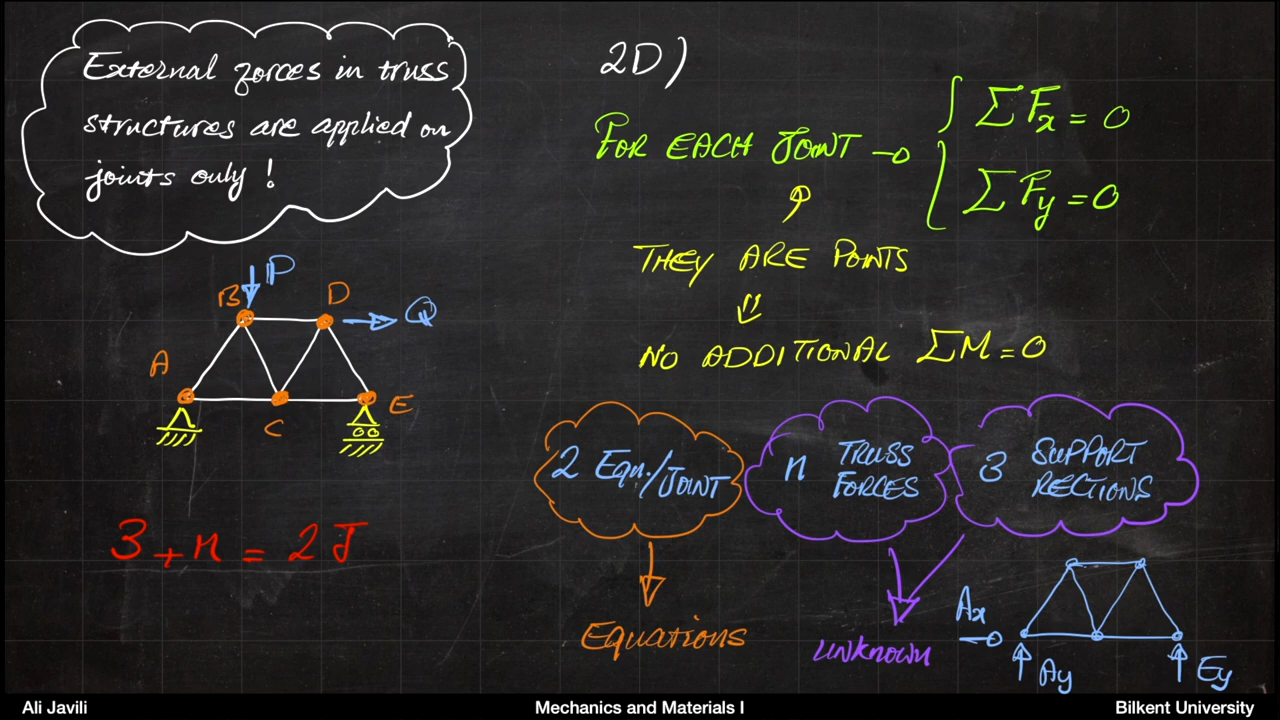 External forces in truss
structures are applied on
joints only!
2D)
FOR EACH JOINT → { ΣFx = 0
ΣFy = 0
THEY ARE POINTS
NO ADDITIONAL ΣM = 0
P
B
D
Q
A
C
E
3 + n = 2J
2 Eqn./JOINT
n TRUSS
FORCES
3 SUPPORT
RECTIONS
Equations
UNKNOWN
Ax
Ay
Ey
Ali Javili
Mechanics and Materials I
Bilkent University